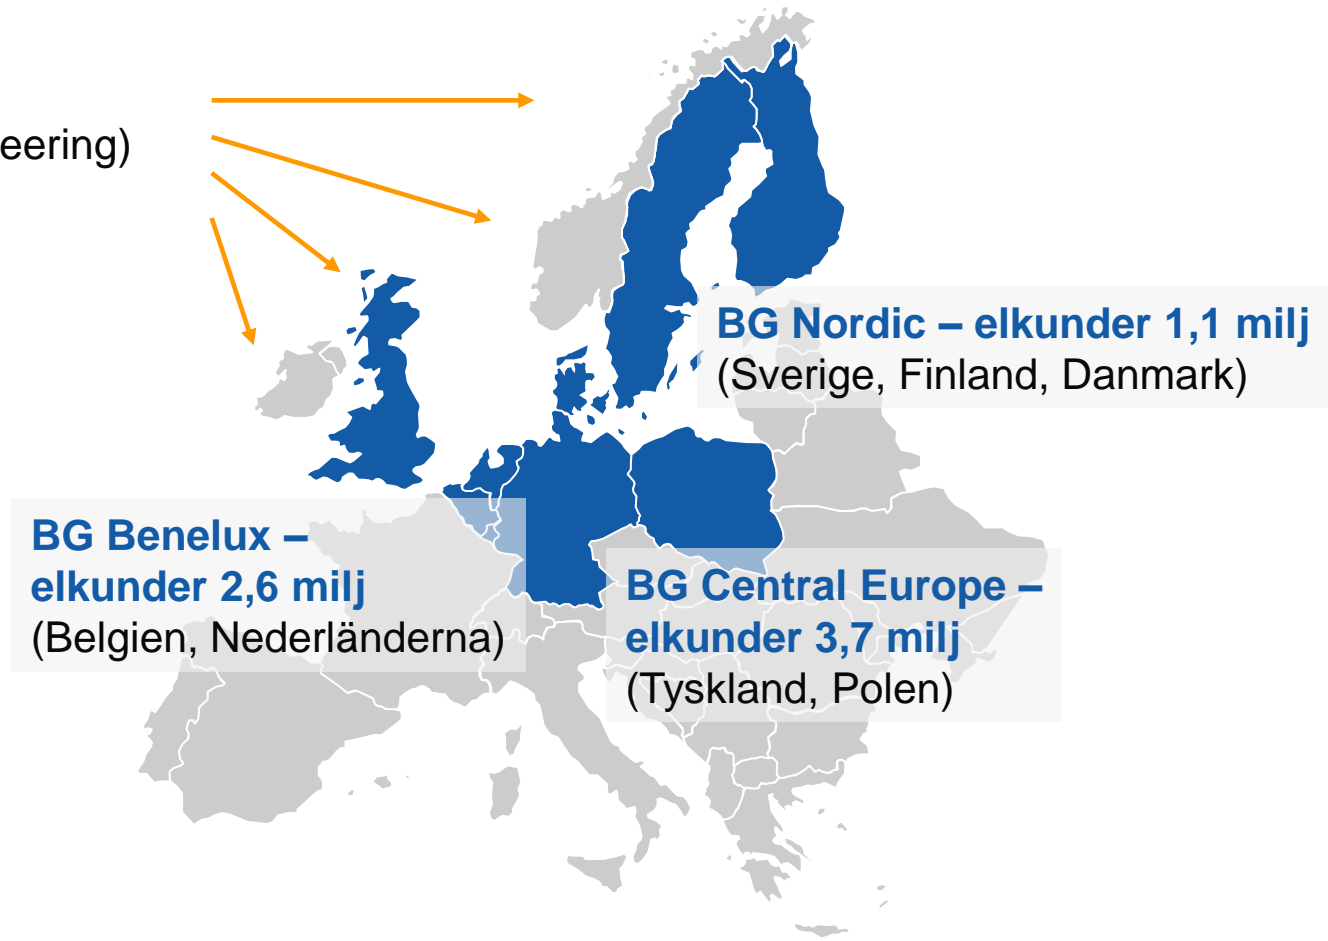 eering)
BG Nordic – elkunder 1,1 milj
(Sverige, Finland, Danmark)
BG Benelux –
elkunder 2,6 milj
(Belgien, Nederländerna)
BG Central Europe –
elkunder 3,7 milj
(Tyskland, Polen)